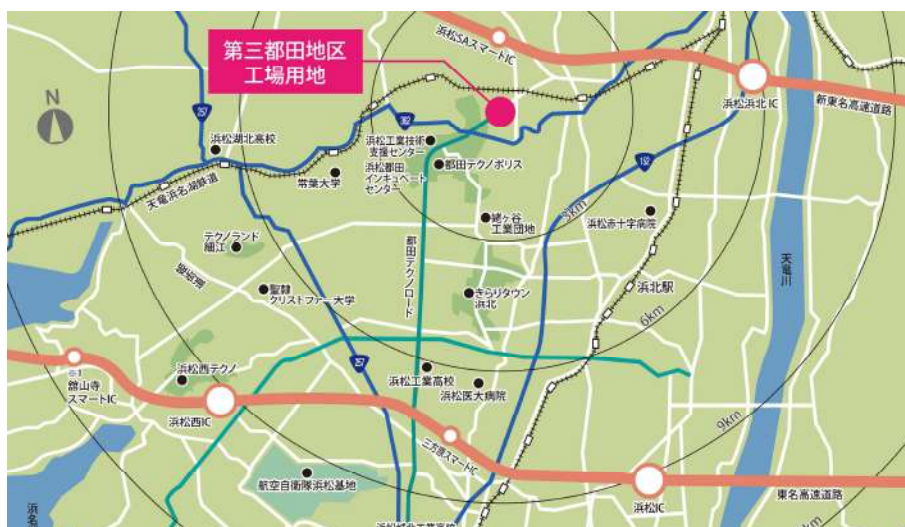 第三都田地区
工場用地
浜松SAスマートIC
浜松浜北IC
新東名高速道路
N
257
浜松湖北高校
362
浜松工業技術
支援センター
都田テクノポリス
浜松都田
インキュベート
センター
常葉大学
天竜浜名湖鉄道
152
3km
鷲ヶ谷
工業団地
浜松赤十字病院
テクノランド
細江
都田テクノロード
天竜川
聖隷
クリストファー大学
きらりタウン
浜北
浜北駅
6km
257
※1
舘山寺
スマートIC
浜松西テクノ
浜松工業高校
浜松医大病院
浜松西IC
9km
三方原スマートIC
航空自衛隊浜松基地
浜松IC
東名高速道路
浜名
km